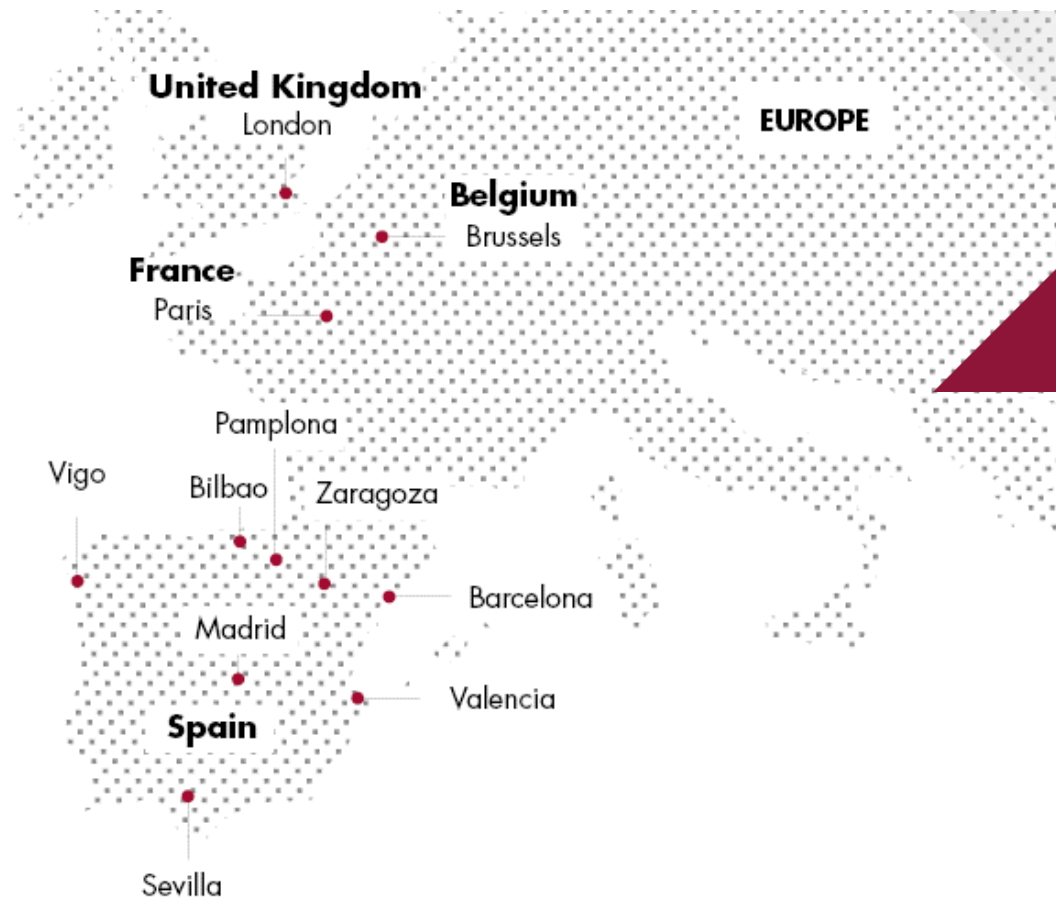 United Kingdom
London
EUROPE
Belgium
Brussels
France
Paris
Pamplona
Vigo
Bilbao
Zaragoza
Barcelona
Madrid
Valencia
Spain
Sevilla